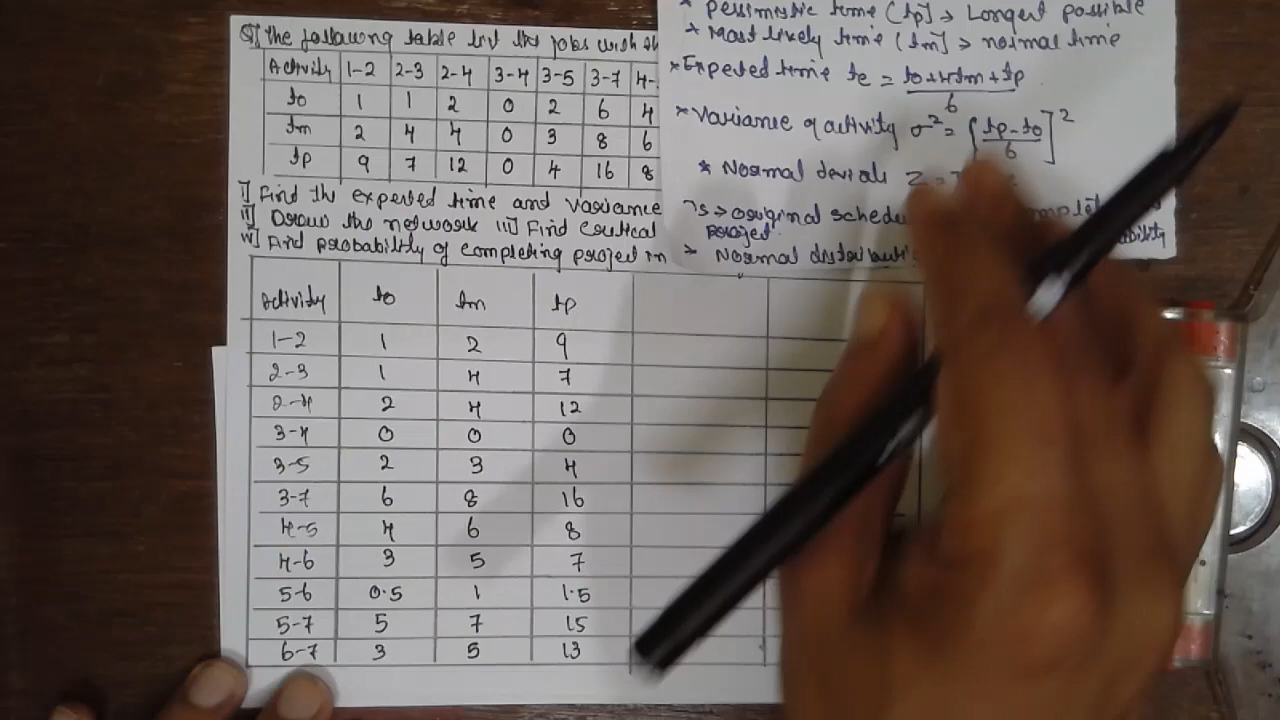 * pessimistic time [tp] → Longest possible
* Most likely time [tm] → normal time
* Expeted time te = to+4tm+tp
6
* Variance of activity σ² = [tp-to
6]²
* Normal deviate Z =
Ts → original schedu
project
→ Normal distributi
Q] The following table list the jobs with
Activity 1-2 2-3 2-4 3-4 3-5 3-7 4-
to 1 1 2 0 2 6 4
tm 2 4 4 0 3 8 6
tp 9 7 12 0 4 16 8
i] Find the expected time and variance
ii] Draw the network iii] Find critical
iv] Find probability of completing project in
Activity to tm tp
1-2 1 2 9
2-3 1 4 7
2-4 2 4 12
3-4 0 0 0
3-5 2 3 4
3-7 6 8 16
4-5 4 6 8
4-6 3 5 7
5-6 0.5 1 1.5
5-7 5 7 15
6-7 3 5 13